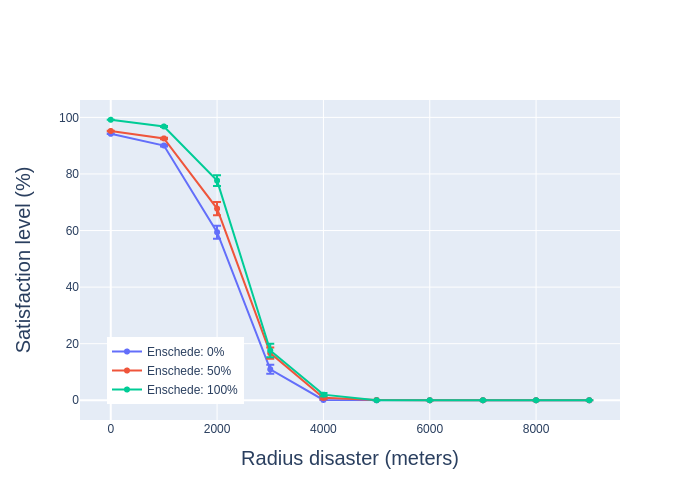 Satisfaction level (%)
100
80
60
40
20
0
Enschede: 0%
Enschede: 50%
Enschede: 100%
0 2000 4000 6000 8000
Radius disaster (meters)